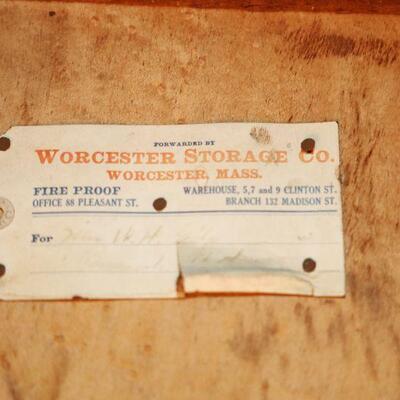 FORWARDED BY
WORCESTER STORAGE CO.
WORCESTER, MASS.
FIRE PROOF WAREHOUSE, 5,7 and 9 CLINTON ST.
OFFICE 88 PLEASANT ST. BRANCH 132 MADISON ST.
For